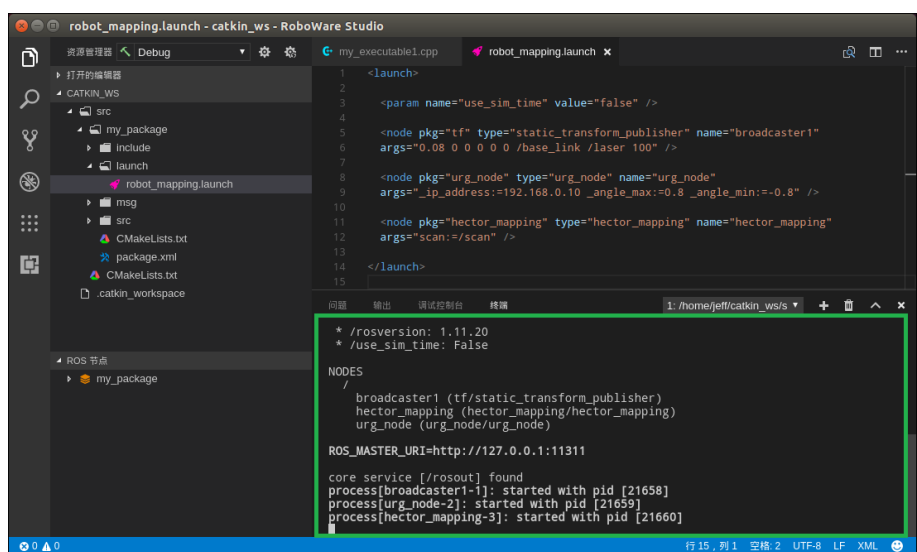 robot_mapping.launch - catkin_ws - RoboWare Studio
资源管理器 Debug
my_executable1.cpp robot_mapping.launch
打开的编辑器
CATKIN_WS
src
my_package
include
launch
robot_mapping.launch
msg
src
CMakeLists.txt
package.xml
CMakeLists.txt
.catkin_workspace
ROS 节点
my_package
1 <launch>
2
3 <param name="use_sim_time" value="false" />
4
5 <node pkg="tf" type="static_transform_publisher" name="broadcaster1"
6 args="0.08 0 0 0 0 0 /base_link /laser 100" />
7
8 <node pkg="urg_node" type="urg_node" name="urg_node"
9 args="_ip_address:=192.168.0.10 _angle_max:=0.8 _angle_min:=-0.8" />
10
11 <node pkg="hector_mapping" type="hector_mapping" name="hector_mapping"
12 args="scan:=/scan" />
13
14 </launch>
15
问题 输出 调试控制台 终端 1: /home/jeff/catkin_ws/s
* /rosversion: 1.11.20
* /use_sim_time: False
NODES
/
broadcaster1 (tf/static_transform_publisher)
hector_mapping (hector_mapping/hector_mapping)
urg_node (urg_node/urg_node)
ROS_MASTER_URI=http://127.0.0.1:11311
core service [/rosout] found
process[broadcaster1-1]: started with pid [21658]
process[urg_node-2]: started with pid [21659]
process[hector_mapping-3]: started with pid [21660]
0 0 行 15，列 1 空格: 2 UTF-8 LF XML